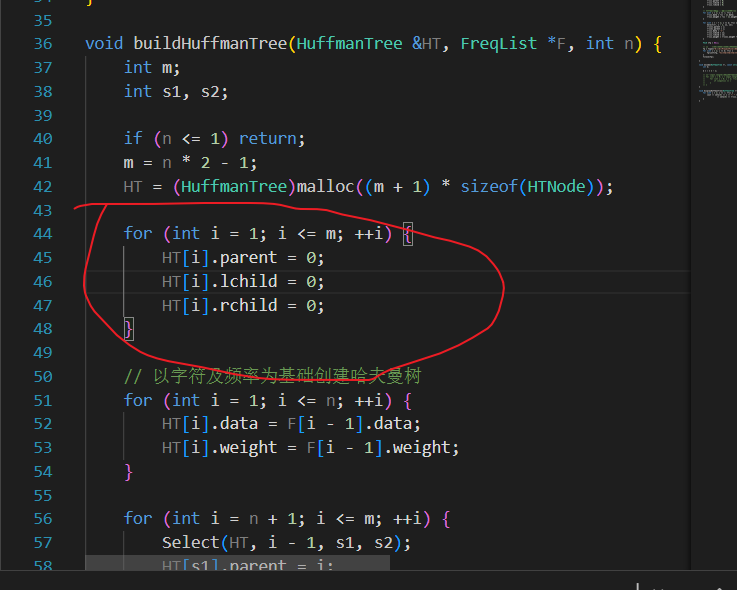 35
36 void buildHuffmanTree(HuffmanTree &HT, FreqList *F, int n) {
37 int m;
38 int s1, s2;
39
40 if (n <= 1) return;
41 m = n * 2 - 1;
42 HT = (HuffmanTree)malloc((m + 1) * sizeof(HTNode));
43
44 for (int i = 1; i <= m; ++i) {
45 HT[i].parent = 0;
46 HT[i].lchild = 0;
47 HT[i].rchild = 0;
48 }
49
50 // 以字符及频率为基础创建哈夫曼树
51 for (int i = 1; i <= n; ++i) {
52 HT[i].data = F[i - 1].data;
53 HT[i].weight = F[i - 1].weight;
54 }
55
56 for (int i = n + 1; i <= m; ++i) {
57 Select(HT, i - 1, s1, s2);
58 HT[s1].parent = i;